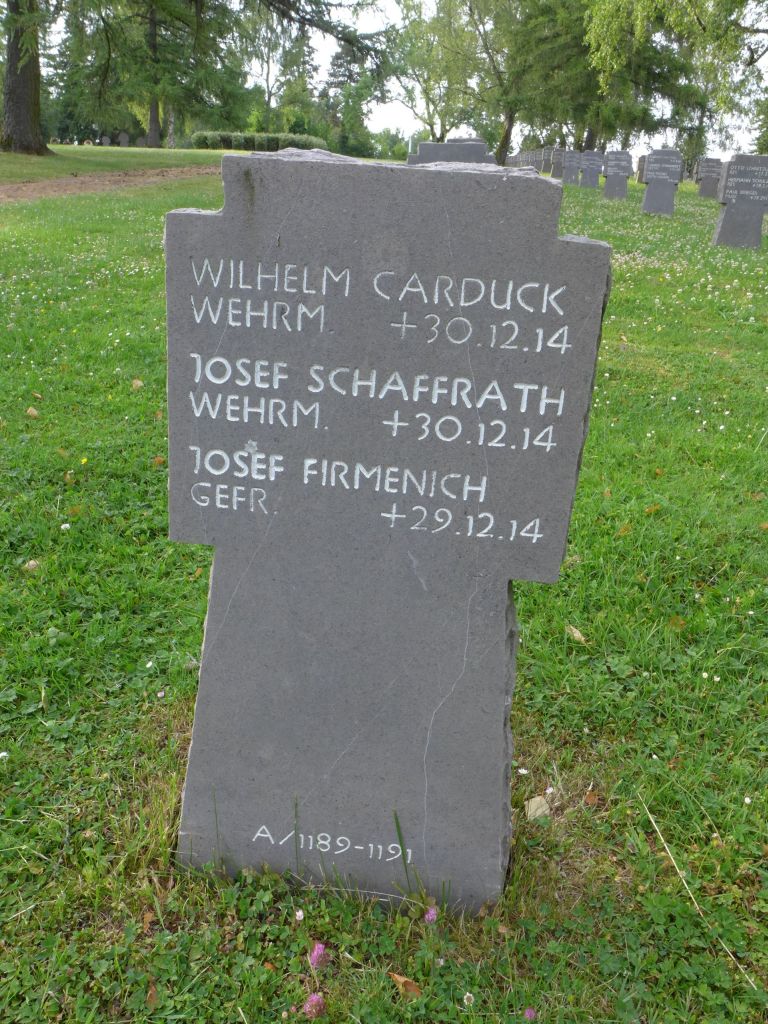 WILHELM CARDUCK
WEHRM. +30.12.14
JOSEF SCHAFFRATH
WEHRM. +30.12.14
JOSEF FIRMENICH
GEFR. +29.12.14
A/1189-1191